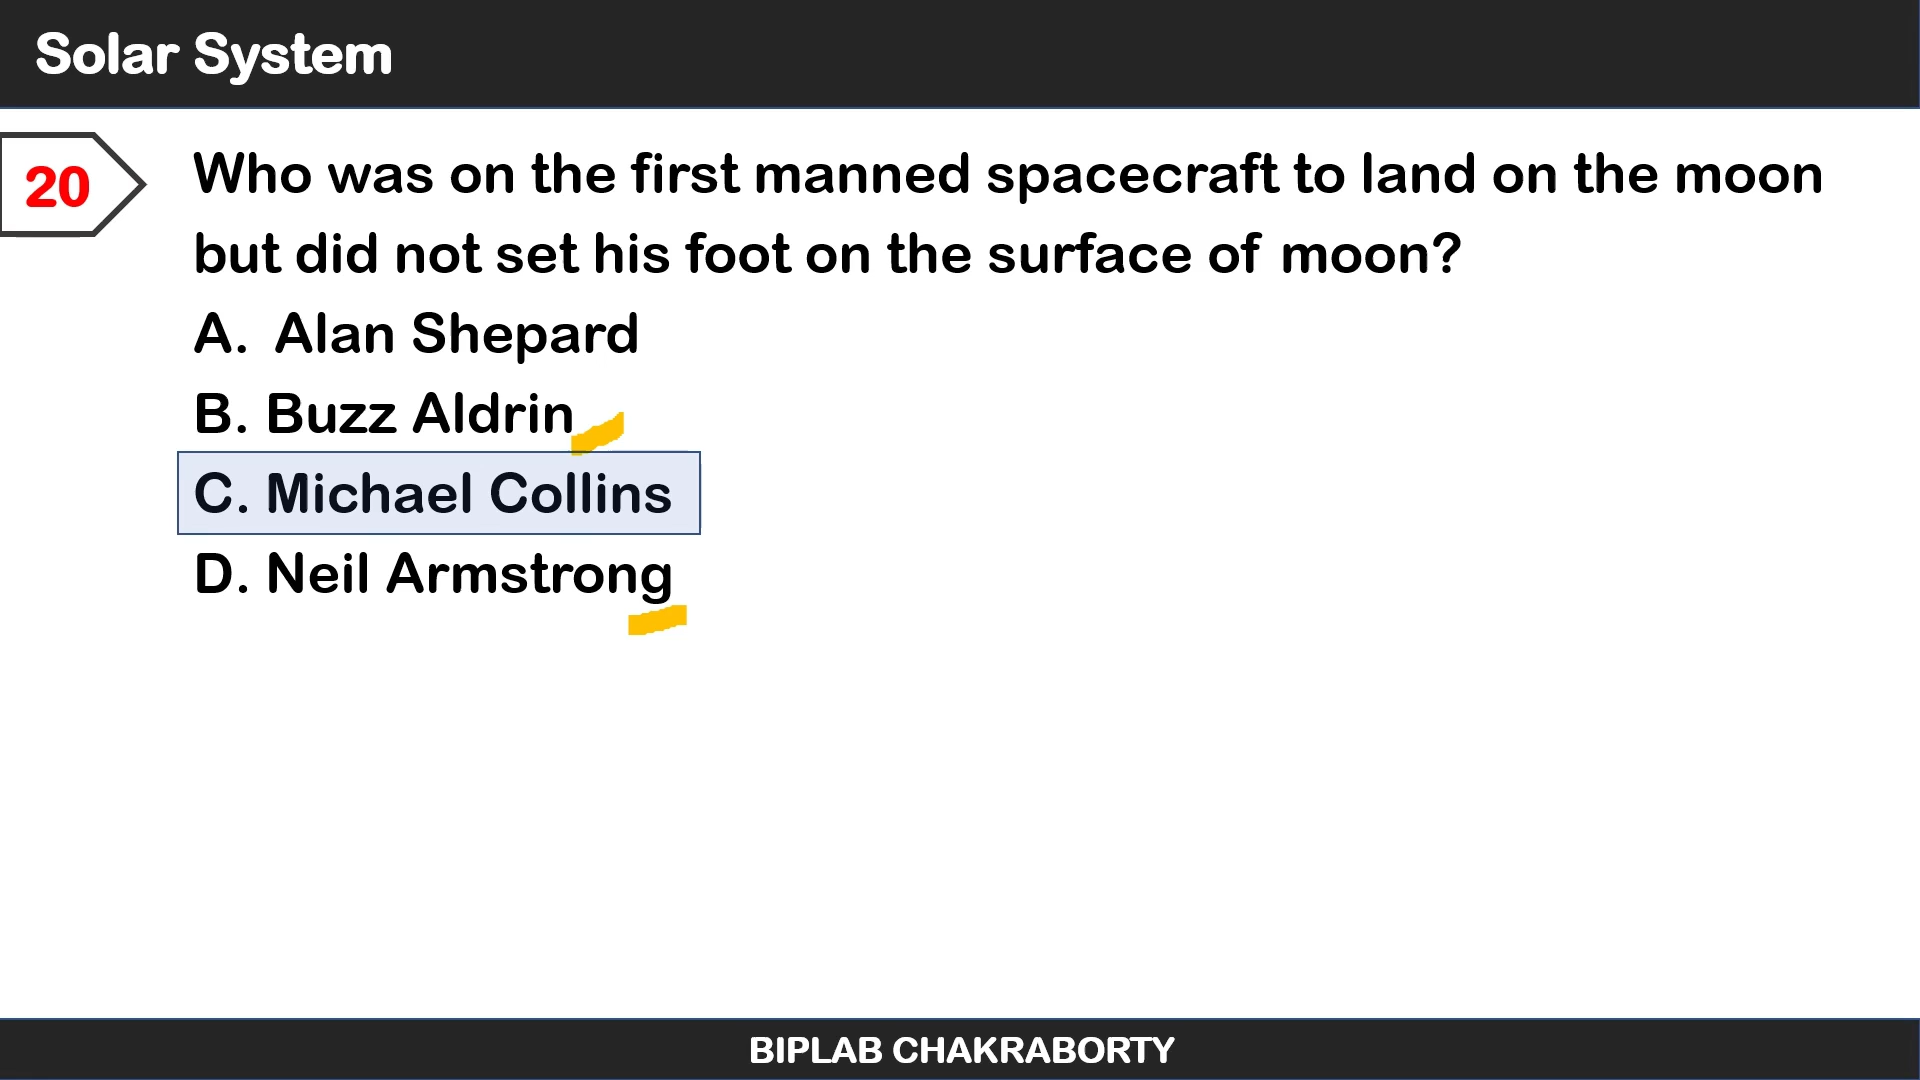 Solar System
20
Who was on the first manned spacecraft to land on the moon
but did not set his foot on the surface of moon?
A. Alan Shepard
B. Buzz Aldrin
C. Michael Collins
D. Neil Armstrong
BIPLAB CHAKRABORTY